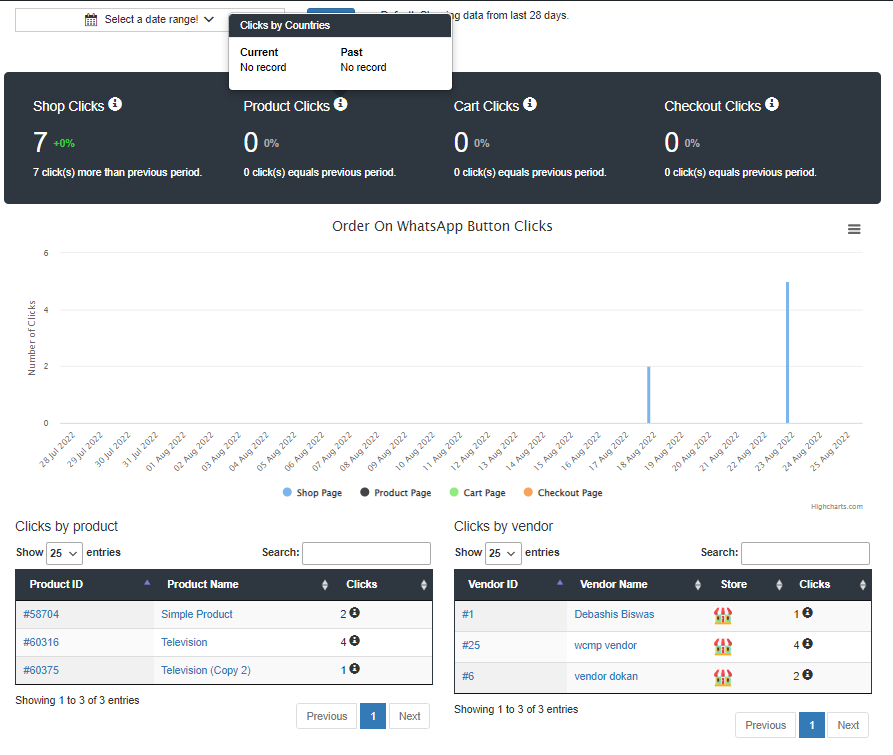 Select a date range!
Showing data from last 28 days.
Clicks by Countries
Current Past
No record No record
Shop Clicks Product Clicks Cart Clicks Checkout Clicks
7 +0% 0 0% 0 0% 0 0%
7 click(s) more than previous period. 0 click(s) equals previous period. 0 click(s) equals previous period. 0 click(s) equals previous period.
Order On WhatsApp Button Clicks
Number of Clicks
6
4
2
0
28 Jul 2022 29 Jul 2022 30 Jul 2022 31 Jul 2022 01 Aug 2022 02 Aug 2022 03 Aug 2022 04 Aug 2022 05 Aug 2022 06 Aug 2022 07 Aug 2022 08 Aug 2022 09 Aug 2022 10 Aug 2022 11 Aug 2022 12 Aug 2022 13 Aug 2022 14 Aug 2022 15 Aug 2022 16 Aug 2022 17 Aug 2022 18 Aug 2022 19 Aug 2022 20 Aug 2022 21 Aug 2022 22 Aug 2022 23 Aug 2022 24 Aug 2022 25 Aug 2022
Shop Page Product Page Cart Page Checkout Page
Highcharts.com
Clicks by product
Show 25 entries Search:
Product ID Product Name Clicks
#58704 Simple Product 2
#60316 Television 4
#60375 Television (Copy 2) 1
Showing 1 to 3 of 3 entries
Previous 1 Next
Clicks by vendor
Show 25 entries Search:
Vendor ID Vendor Name Store Clicks
#1 Debashis Biswas 1
#25 wcmp vendor 4
#6 vendor dokan 2
Showing 1 to 3 of 3 entries
Previous 1 Next